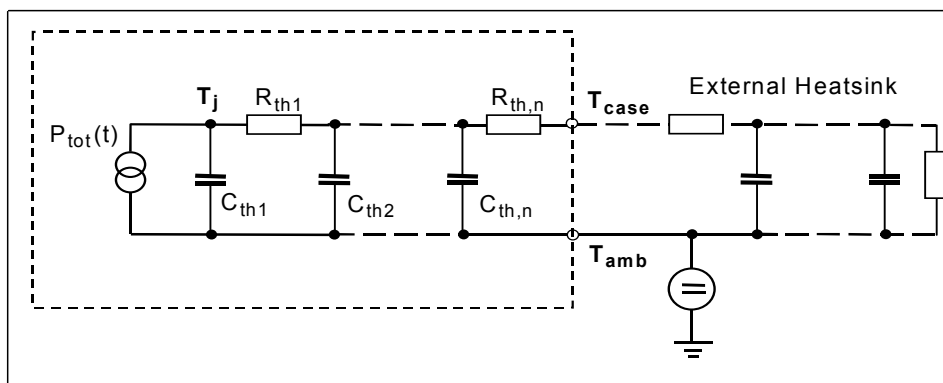 External Heatsink
T_j
R_th1
R_th,n
T_case
P_tot(t)
C_th1
C_th2
C_th,n
T_amb